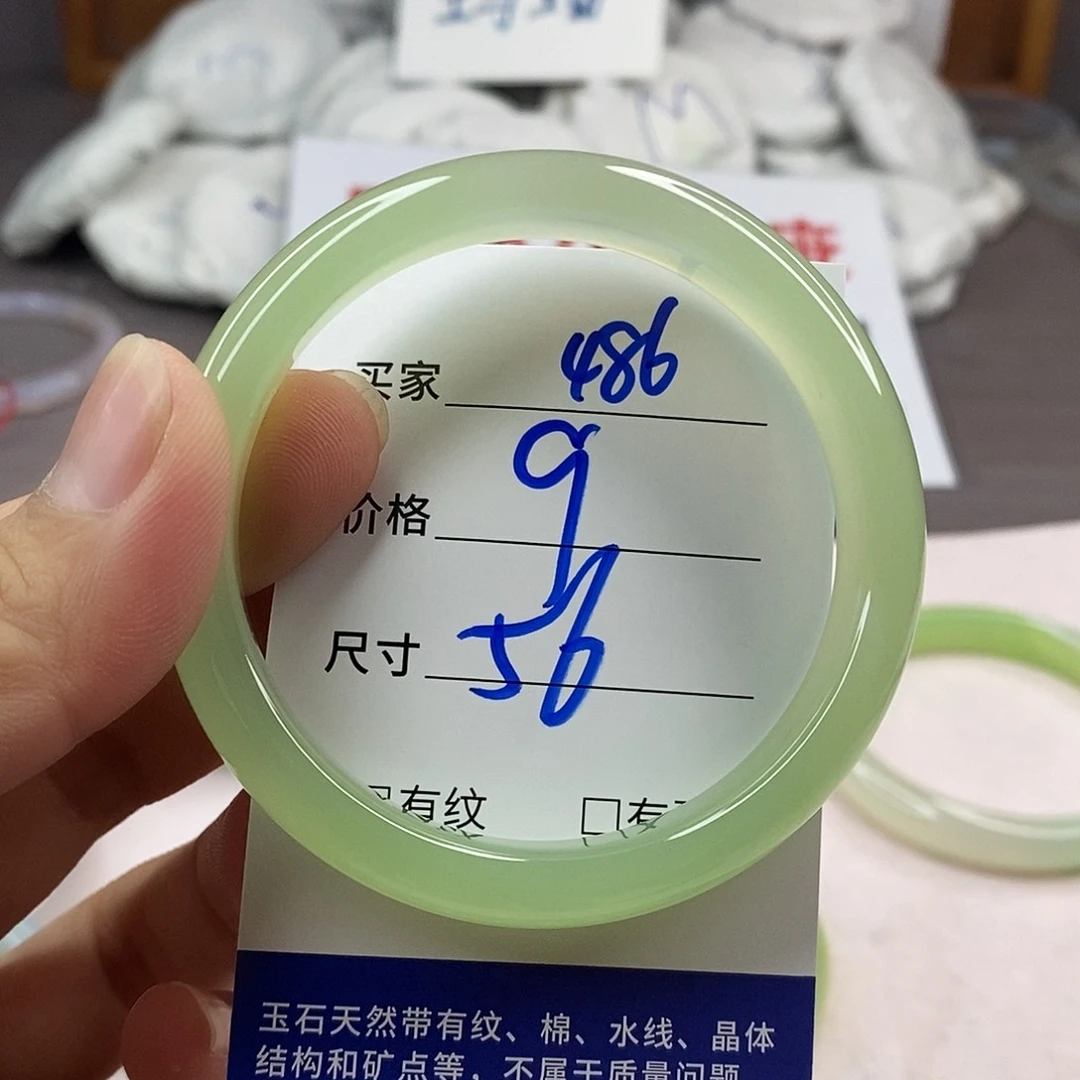 买家 486
价格 9
尺寸 56
有纹
有
玉石天然带有纹、棉、水线、晶体
结构和矿点等，不属于质量问题